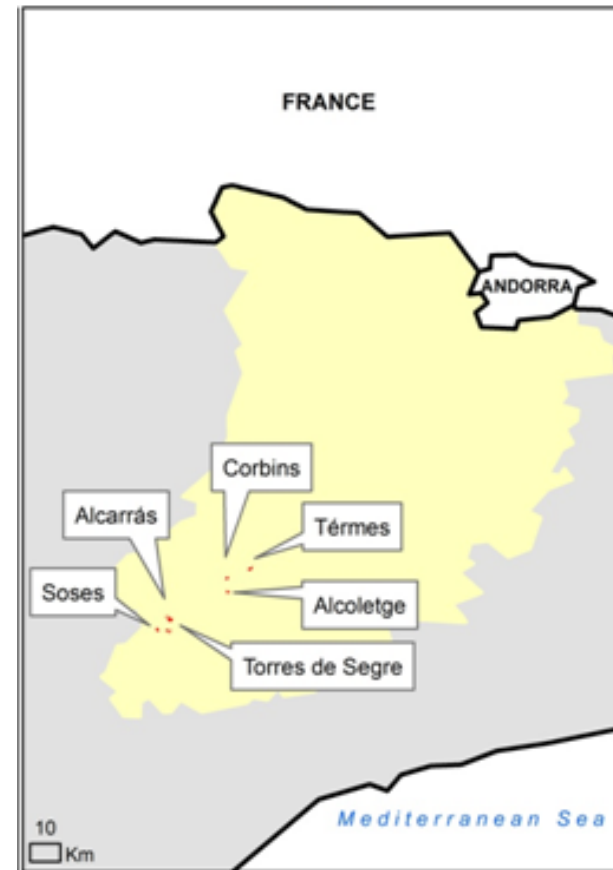 FRANCE
ANDORRA
Corbins
Alcarrás
Térmes
Soses
Alcoletge
Torres de Segre
Mediterranean Sea
10
Km